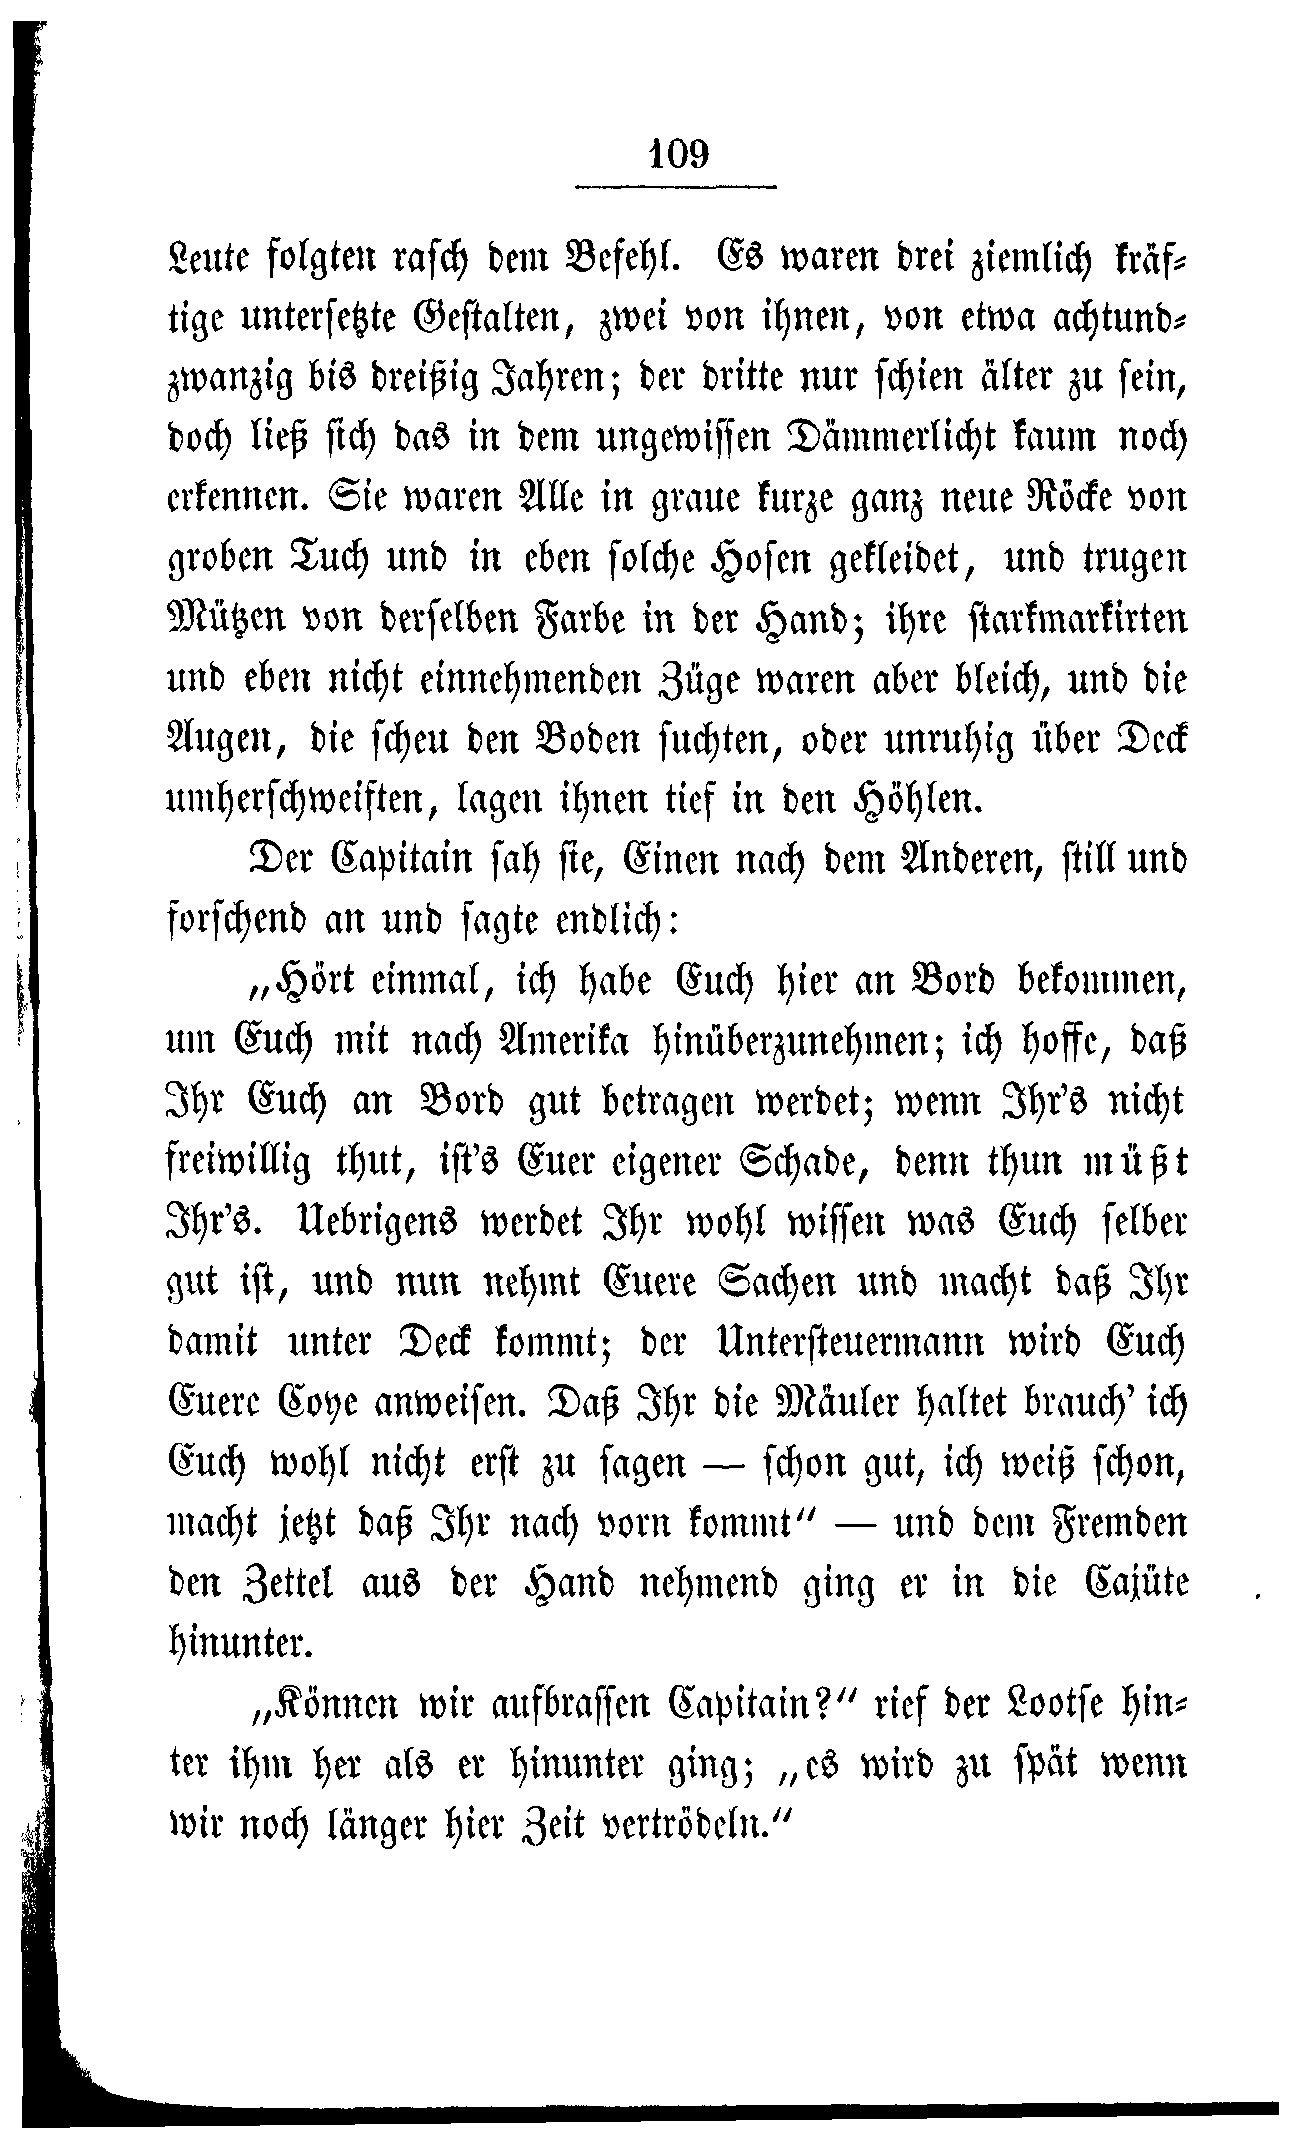 109
Leute folgten rasch dem Befehl. Es waren drei ziemlich kräf-
tige untersetzte Gestalten, zwei von ihnen, von etwa achtund-
zwanzig bis dreißig Jahren; der dritte nur schien älter zu sein,
doch ließ sich das in dem ungewissen Dämmerlicht kaum noch
erkennen. Sie waren Alle in graue kurze ganz neue Röcke von
groben Tuch und in eben solche Hosen gekleidet, und trugen
Mützen von derselben Farbe in der Hand; ihre starkmarkirten
und eben nicht einnehmenden Züge waren aber bleich, und die
Augen, die scheu den Boden suchten, oder unruhig über Deck
umherschweiften, lagen ihnen tief in den Höhlen.
Der Capitain sah sie, Einen nach dem Anderen, still und
forschend an und sagte endlich:
„Hört einmal, ich habe Euch hier an Bord bekommen,
um Euch mit nach Amerika hinüberzunehmen; ich hoffe, daß
Ihr Euch an Bord gut betragen werdet; wenn Ihr's nicht
freiwillig thut, ist's Euer eigener Schade, denn thun müßt
Ihr's. Uebrigens werdet Ihr wohl wissen was Euch selber
gut ist, und nun nehmt Euere Sachen und macht daß Ihr
damit unter Deck kommt; der Untersteuermann wird Euch
Euere Coye anweisen. Daß Ihr die Mäuler haltet brauch' ich
Euch wohl nicht erst zu sagen — schon gut, ich weiß schon,
macht jetzt daß Ihr nach vorn kommt“ — und dem Fremden
den Zettel aus der Hand nehmend ging er in die Cajüte
hinunter.
„Können wir aufbrassen Capitain?“ rief der Lootse hin-
ter ihm her als er hinunter ging; „es wird zu spät wenn
wir noch länger hier Zeit vertrödeln.“